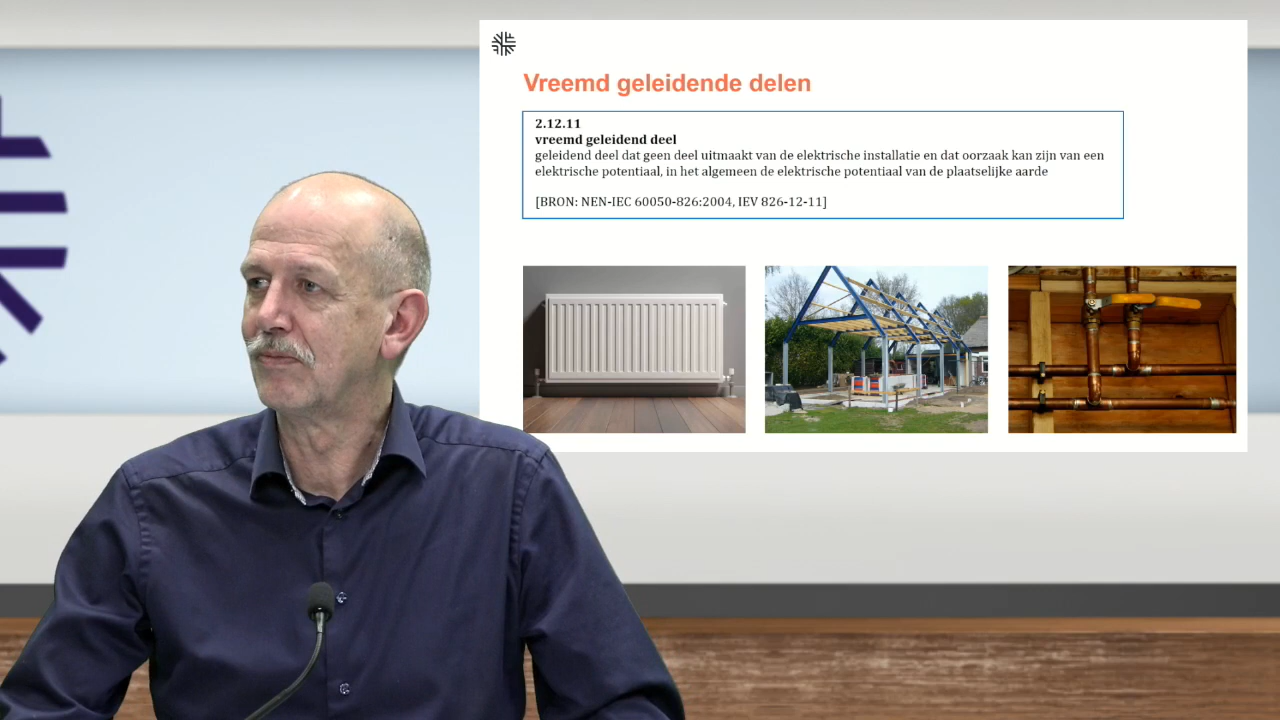 Vreemd geleidende delen
2.12.11
vreemd geleidend deel
geleidend deel dat geen deel uitmaakt van de elektrische installatie en dat oorzaak kan zijn van een
elektrische potentiaal, in het algemeen de elektrische potentiaal van de plaatselijke aarde
[BRON: NEN-IEC 60050-826:2004, IEV 826-12-11]